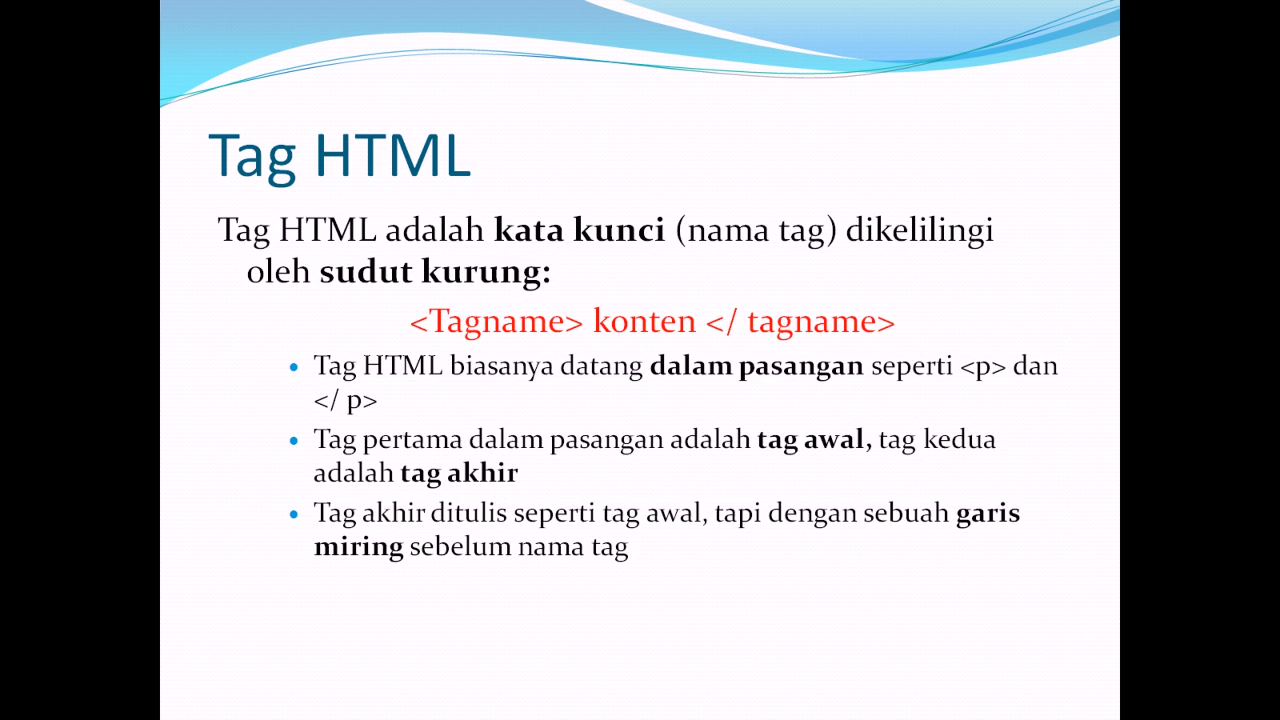 Tag HTML
Tag HTML adalah kata kunci (nama tag) dikelilingi
oleh sudut kurung:
<Tagname> konten </ tagname>
• Tag HTML biasanya datang dalam pasangan seperti <p> dan
</ p>
• Tag pertama dalam pasangan adalah tag awal, tag kedua
adalah tag akhir
• Tag akhir ditulis seperti tag awal, tapi dengan sebuah garis
miring sebelum nama tag